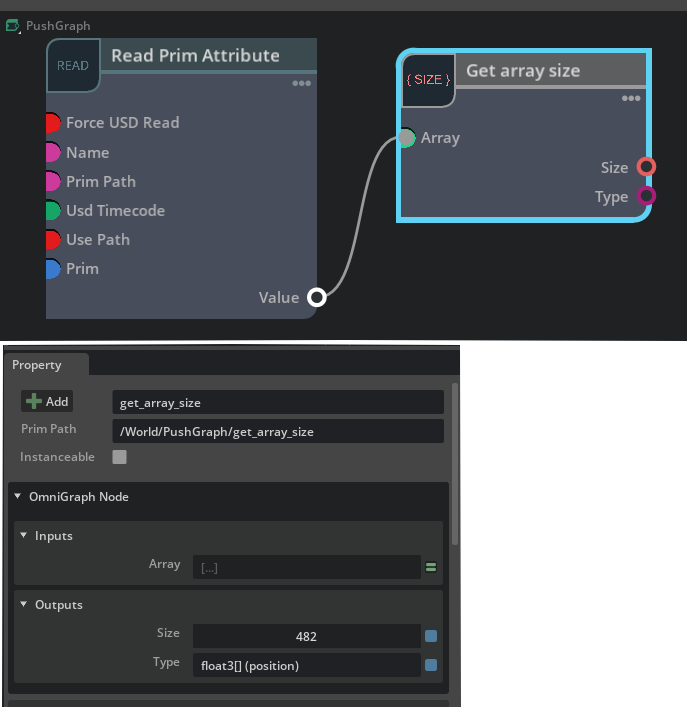 PushGraph
READ
Read Prim Attribute
Force USD Read
Name
Prim Path
Usd Timecode
Use Path
Prim
Value
{ SIZE }
Get array size
Array
Size
Type
Property
Add
get_array_size
Prim Path
/World/PushGraph/get_array_size
Instanceable
OmniGraph Node
Inputs
Array
[...]
Outputs
Size
482
Type
float3[] (position)